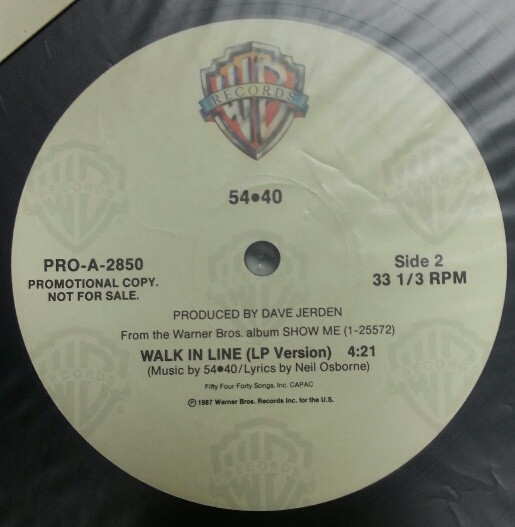 WB
RECORDS
54●40
PRO-A-2850
PROMOTIONAL COPY.
NOT FOR SALE.
Side 2
33 1/3 RPM
PRODUCED BY DAVE JERDEN
From the Warner Bros. album SHOW ME (1-25572)
WALK IN LINE (LP Version) 4:21
(Music by 54●40/Lyrics by Neil Osborne)
Fifty Four Forty Songs, Inc. CAPAC
℗ 1987 Warner Bros. Records Inc. for the U.S.